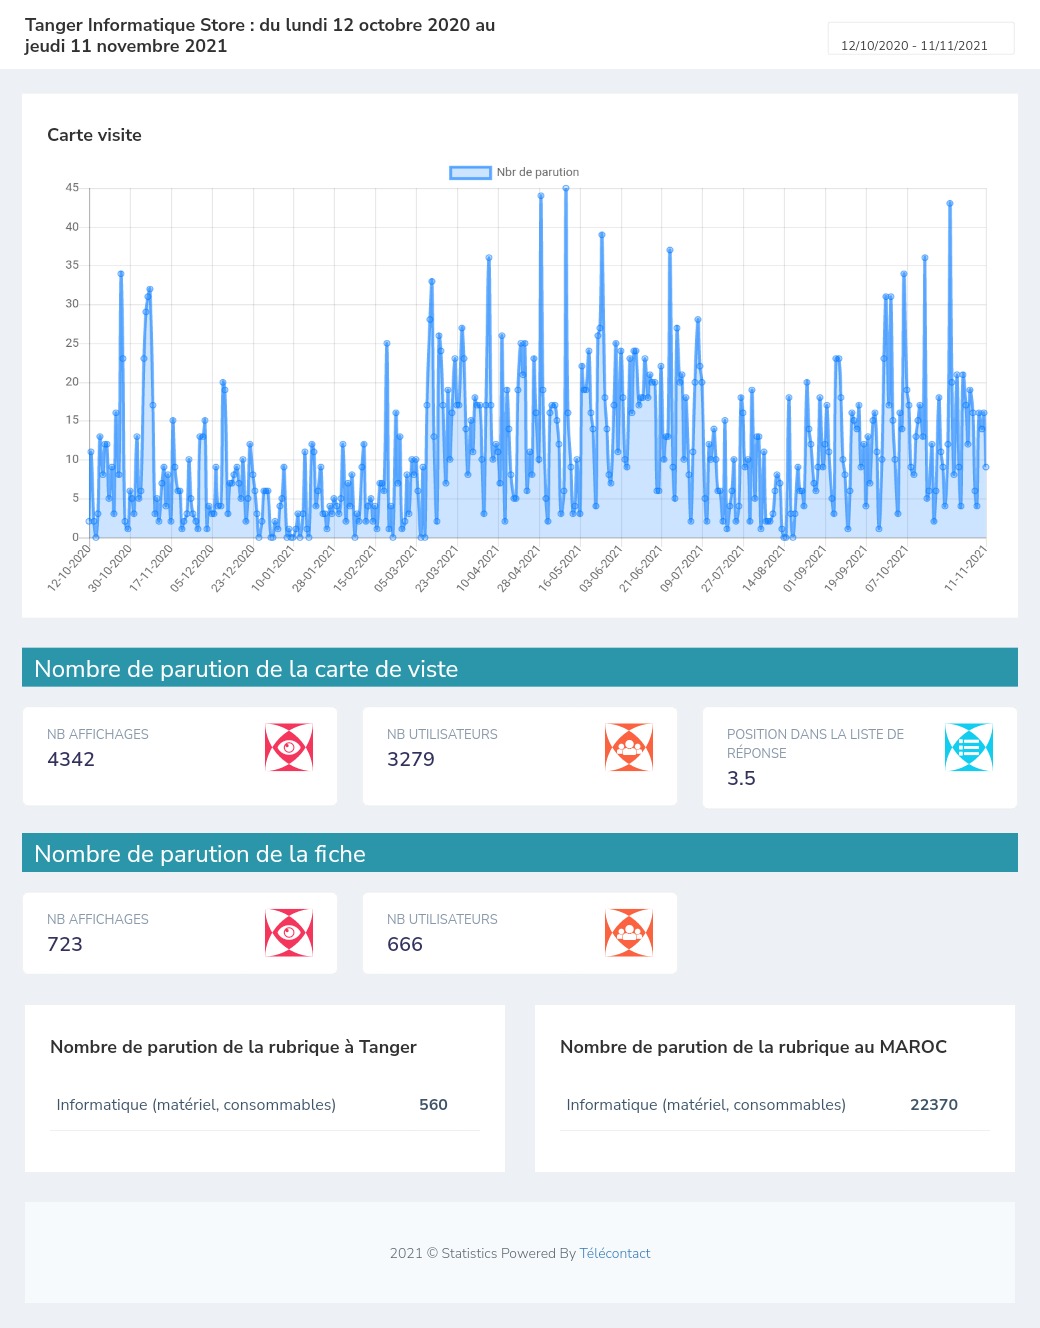 Tanger Informatique Store : du lundi 12 octobre 2020 au
jeudi 11 novembre 2021
12/10/2020 - 11/11/2021
Carte visite
Nbr de parution
45
40
35
30
25
20
15
10
5
0
12-10-2020
30-10-2020
17-11-2020
05-12-2020
23-12-2020
10-01-2021
28-01-2021
15-02-2021
05-03-2021
23-03-2021
10-04-2021
28-04-2021
16-05-2021
03-06-2021
21-06-2021
09-07-2021
27-07-2021
14-08-2021
01-09-2021
19-09-2021
07-10-2021
11-11-2021
Nombre de parution de la carte de viste
NB AFFICHAGES
4342
NB UTILISATEURS
3279
POSITION DANS LA LISTE DE
RÉPONSE
3.5
Nombre de parution de la fiche
NB AFFICHAGES
723
NB UTILISATEURS
666
Nombre de parution de la rubrique à Tanger
Informatique (matériel, consommables) 560
Nombre de parution de la rubrique au MAROC
Informatique (matériel, consommables) 22370
2021 © Statistics Powered By Télécontact